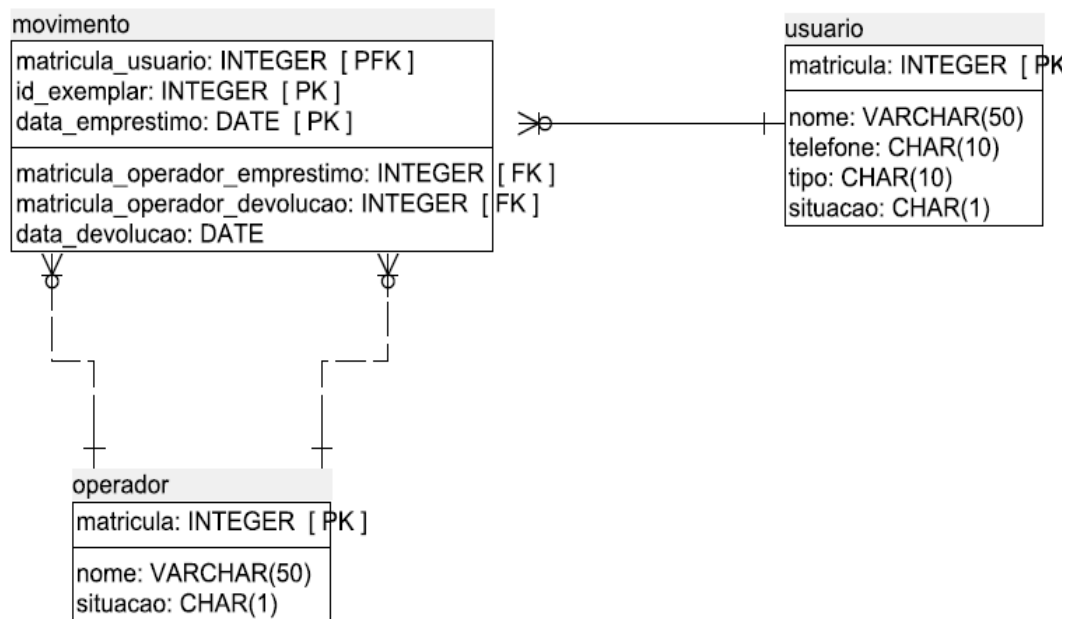 movimento
matricula_usuario: INTEGER [ PFK ]
id_exemplar: INTEGER [ PK ]
data_emprestimo: DATE [ PK ]
matricula_operador_emprestimo: INTEGER [ FK ]
matricula_operador_devolucao: INTEGER [ FK ]
data_devolucao: DATE
usuario
matricula: INTEGER [ PK
nome: VARCHAR(50)
telefone: CHAR(10)
tipo: CHAR(10)
situacao: CHAR(1)
operador
matricula: INTEGER [ PK ]
nome: VARCHAR(50)
situacao: CHAR(1)